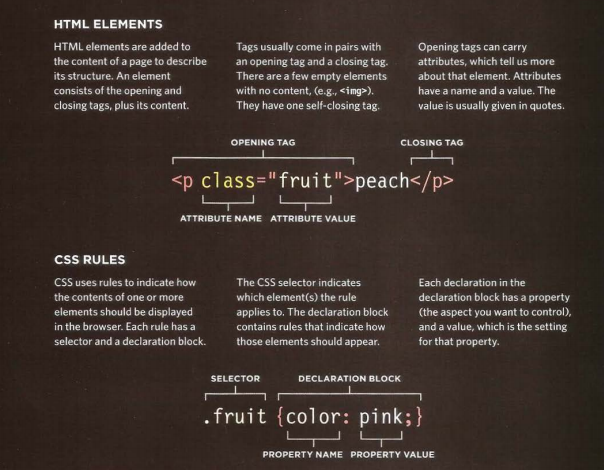 HTML ELEMENTS
HTML elements are added to
the content of a page to describe
its structure. An element
consists of the opening and
closing tags, plus its content.
Tags usually come in pairs with
an opening tag and a closing tag.
There are a few empty elements
with no content, (e.g., <img>).
They have one self-closing tag.
Opening tags can carry
attributes, which tell us more
about that element. Attributes
have a name and a value. The
value is usually given in quotes.
OPENING TAG
CLOSING TAG
<p class="fruit">peach</p>
ATTRIBUTE NAME ATTRIBUTE VALUE
CSS RULES
CSS uses rules to indicate how
the contents of one or more
elements should be displayed
in the browser. Each rule has a
selector and a declaration block.
The CSS selector indicates
which element(s) the rule
applies to. The declaration block
contains rules that indicate how
those elements should appear.
Each declaration in the
declaration block has a property
(the aspect you want to control),
and a value, which is the setting
for that property.
SELECTOR
DECLARATION BLOCK
.fruit {color: pink;}
PROPERTY NAME PROPERTY VALUE